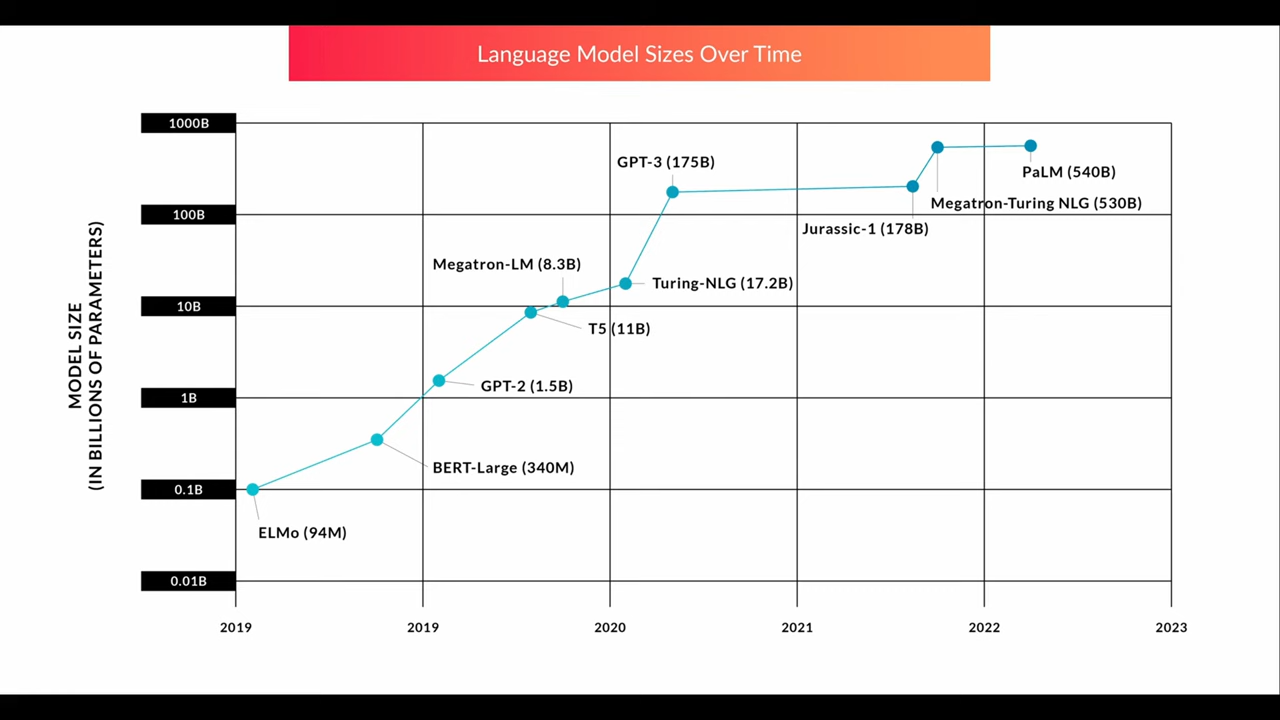 Language Model Sizes Over Time
1000B
GPT-3 (175B)
PaLM (540B)
Megatron-Turing NLG (530B)
100B
Jurassic-1 (178B)
MODEL SIZE
(IN BILLIONS OF PARAMETERS)
Megatron-LM (8.3B)
Turing-NLG (17.2B)
10B
T5 (11B)
GPT-2 (1.5B)
1B
BERT-Large (340M)
0.1B
ELMo (94M)
0.01B
2019 2019 2020 2021 2022 2023